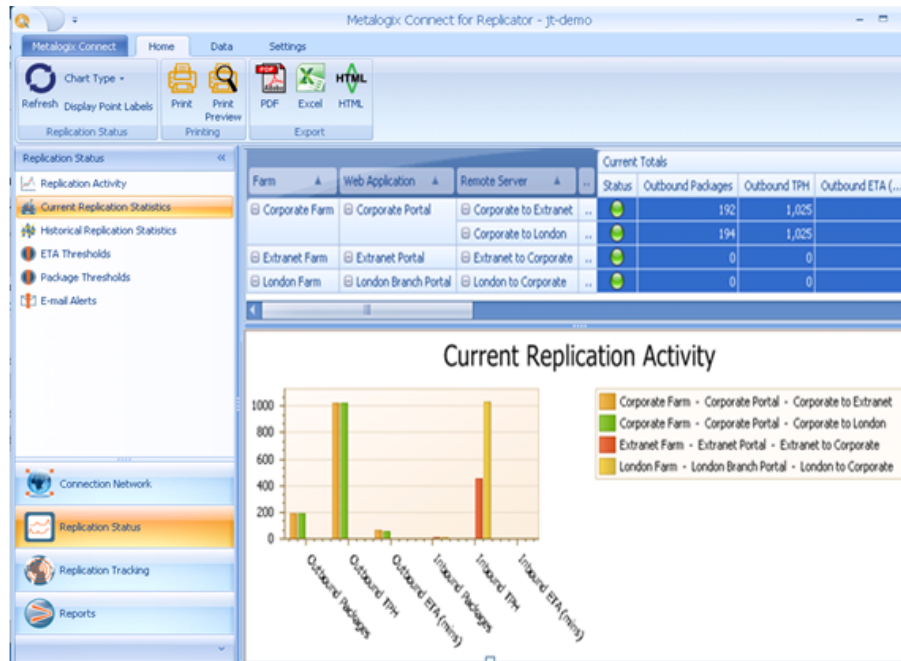 Metalogix Connect for Replicator - jt-demo
Metalogix Connect Home Data Settings
Refresh
Chart Type
Display Point Labels
Print
Print Preview
PDF
Excel
HTML
Replication Status Printing Export
Replication Status
Replication Activity
Current Replication Statistics
Historical Replication Statistics
ETA Thresholds
Package Thresholds
E-mail Alerts
Connection Network
Replication Status
Replication Tracking
Reports
Current Totals
Farm Web Application Remote Server .. Status Outbound Packages Outbound TPH Outbound ETA (...
Corporate Farm Corporate Portal Corporate to Extranet .. 192 1,025
Corporate to London .. 194 1,025
Extranet Farm Extranet Portal Extranet to Corporate .. 0 0
London Farm London Branch Portal London to Corporate .. 0 0
Current Replication Activity
1000
800
600
400
200
0
Outbound Packages
Outbound TPH
Outbound ETA (mins)
Inbound Packages
Inbound TPH
Inbound ETA (mins)
Corporate Farm - Corporate Portal - Corporate to Extranet
Corporate Farm - Corporate Portal - Corporate to London
Extranet Farm - Extranet Portal - Extranet to Corporate
London Farm - London Branch Portal - London to Corporate